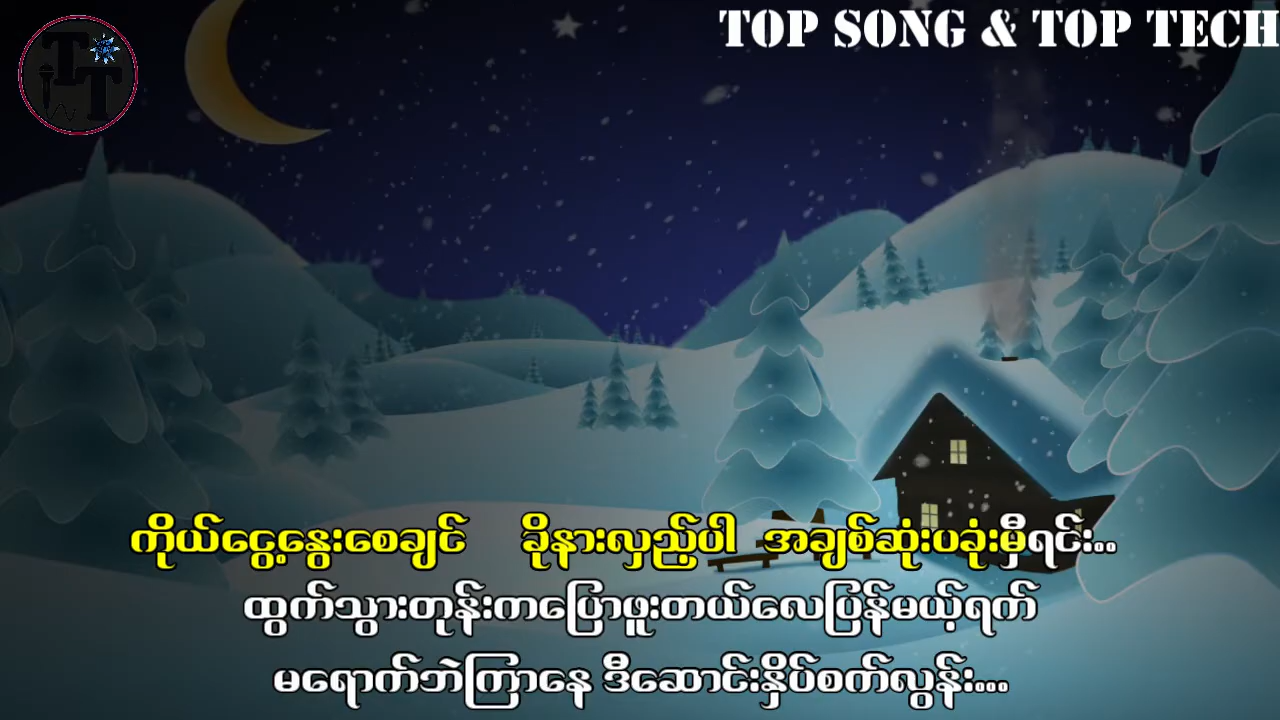 TOP SONG & TOP TECH
TT
ကိုယ်ငွေ့နွေးစေချင် ခိုနားလှည့်ပါ အချစ်ဆုံးပခုံးမှီရင်း..
ထွက်သွားတုန်းကပြောဖူးတယ်လေပြန်မယ့်ရက်
မရောက်ဘဲကြာနေ ဒီဆောင်းနှိပ်စက်လွန်း...